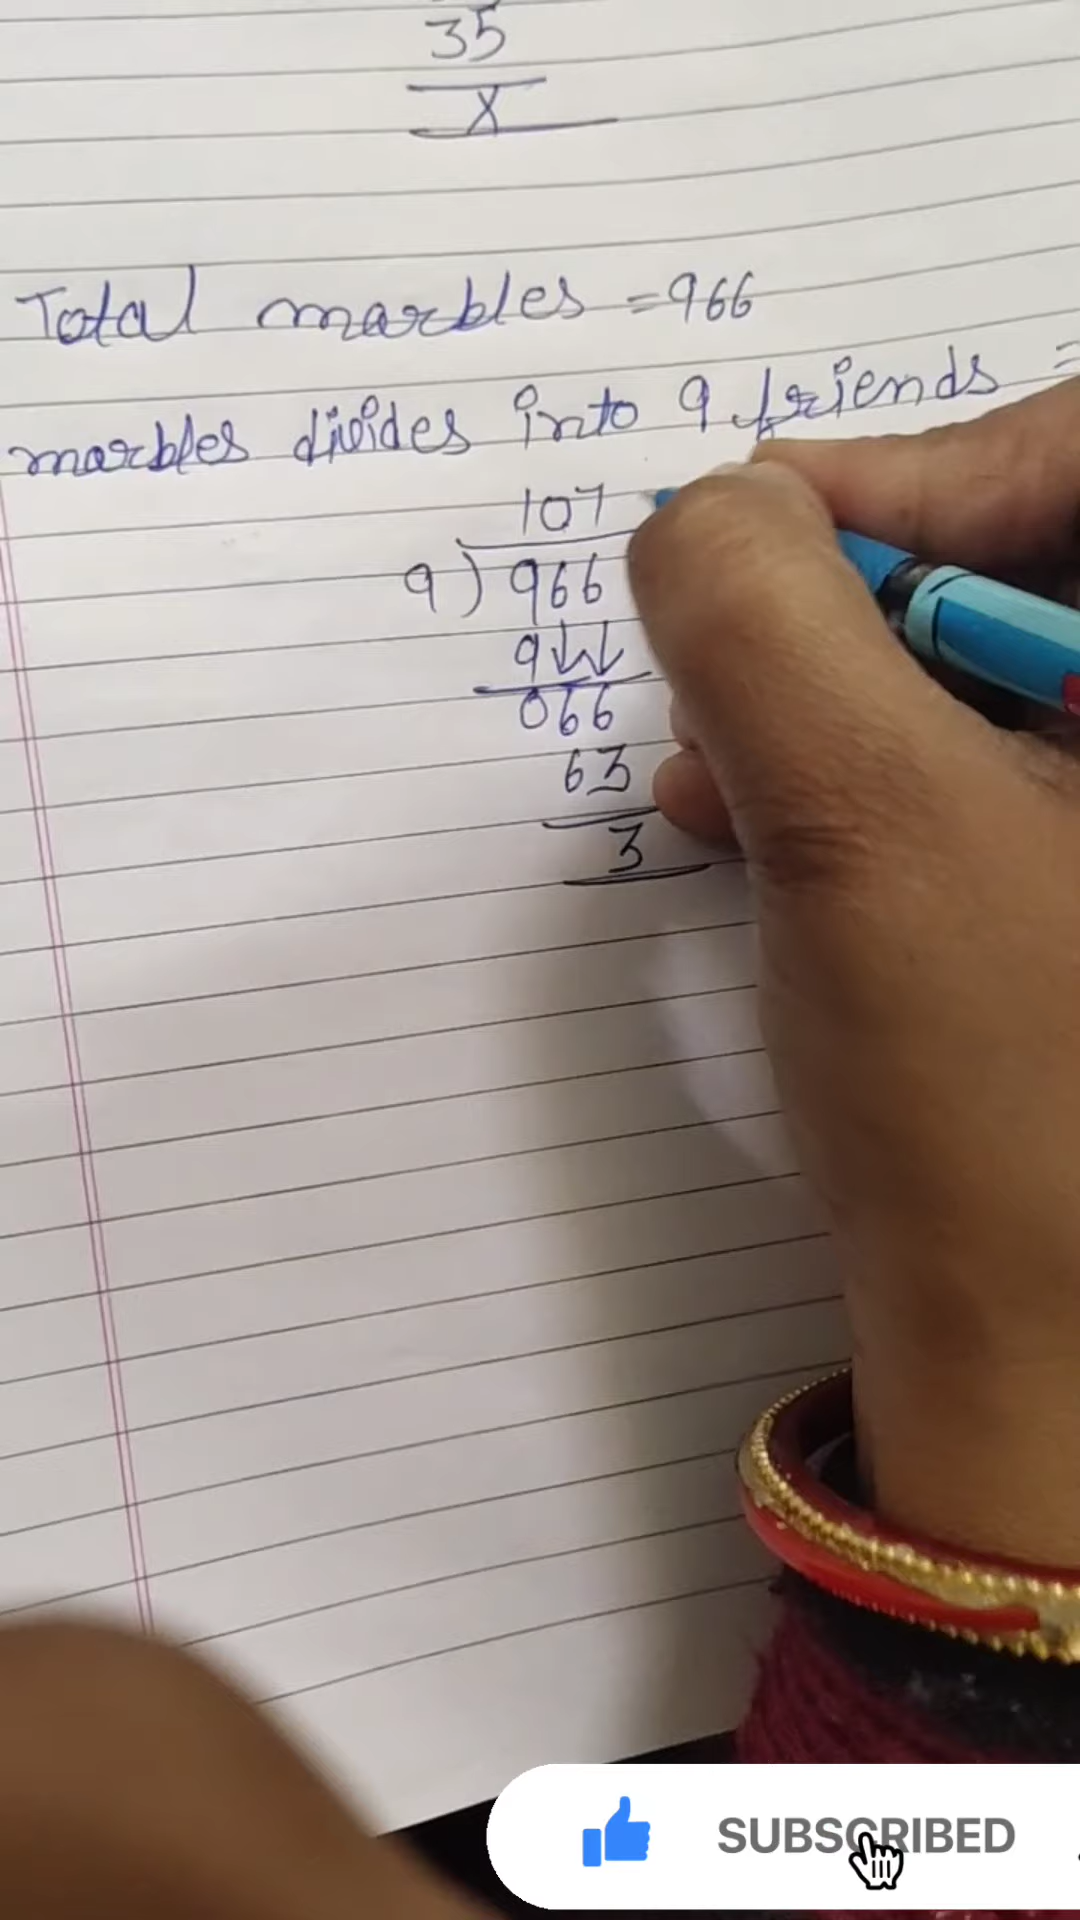 35
X
Total marbles = 966
marbles divides into 9 friends =
107
9 ) 966
9↓↓
066
63
3
SUBSCRIBED